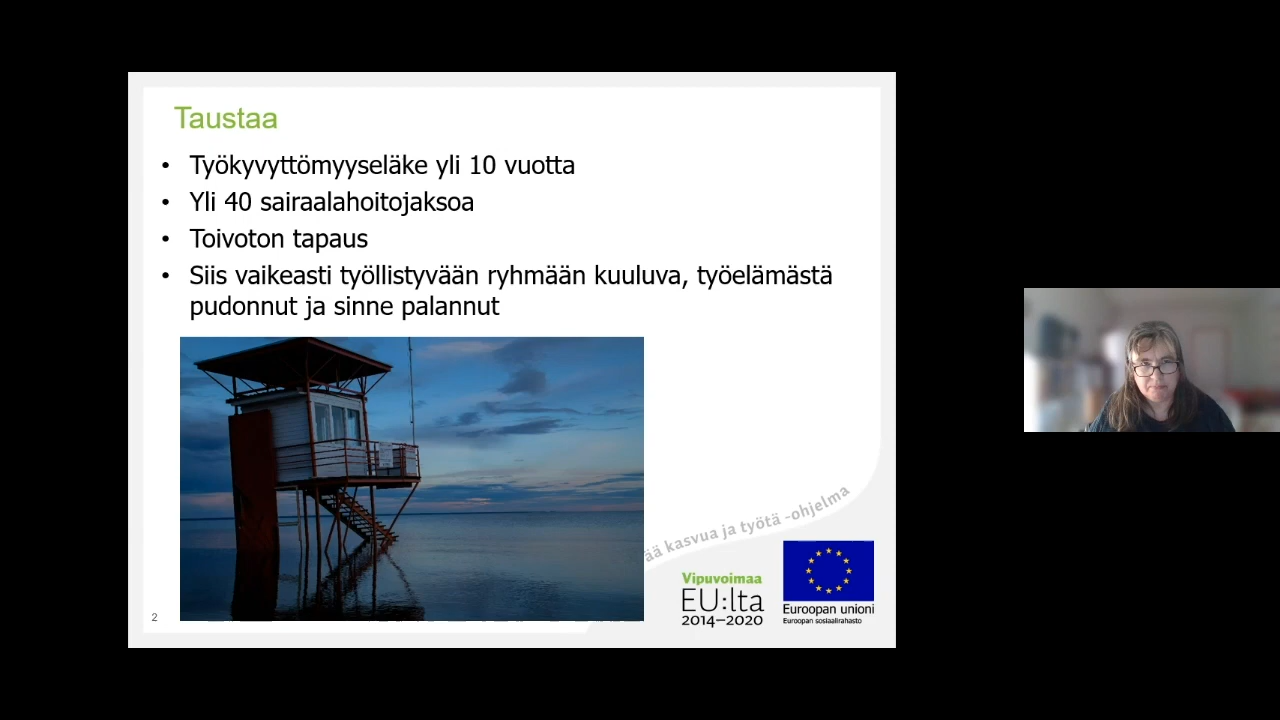 Taustaa
• Työkyvyttömyyseläke yli 10 vuotta
• Yli 40 sairaalahoitojaksoa
• Toivoton tapaus
• Siis vaikeasti työllistyvään ryhmään kuuluva, työelämästä
pudonnut ja sinne palannut
kasvua ja työtä -ohjelma
Vipuvoimaa
EU:lta
2014–2020
Euroopan unioni
Euroopan sosiaalirahasto
2